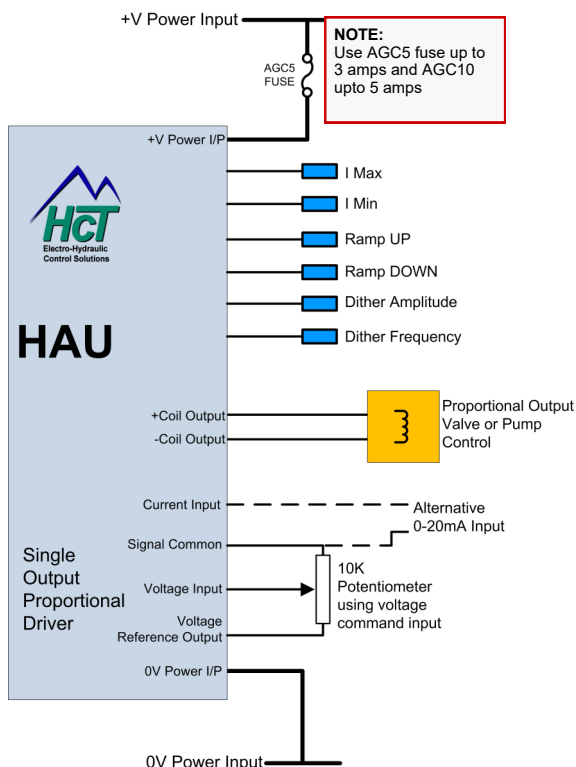 +V Power Input
NOTE:
Use AGC5 fuse up to
3 amps and AGC10
upto 5 amps
AGC5
FUSE
+V Power I/P
HCT
Electro-Hydraulic
Control Solutions
I Max
I Min
Ramp UP
Ramp DOWN
Dither Amplitude
Dither Frequency
HAU
+Coil Output
-Coil Output
Proportional Output
Valve or Pump
Control
Current Input
Alternative
0-20mA Input
Signal Common
Single
Output
Proportional
Driver
Voltage Input
10K
Potentiometer
using voltage
command input
Voltage
Reference Output
0V Power I/P
0V Power Input